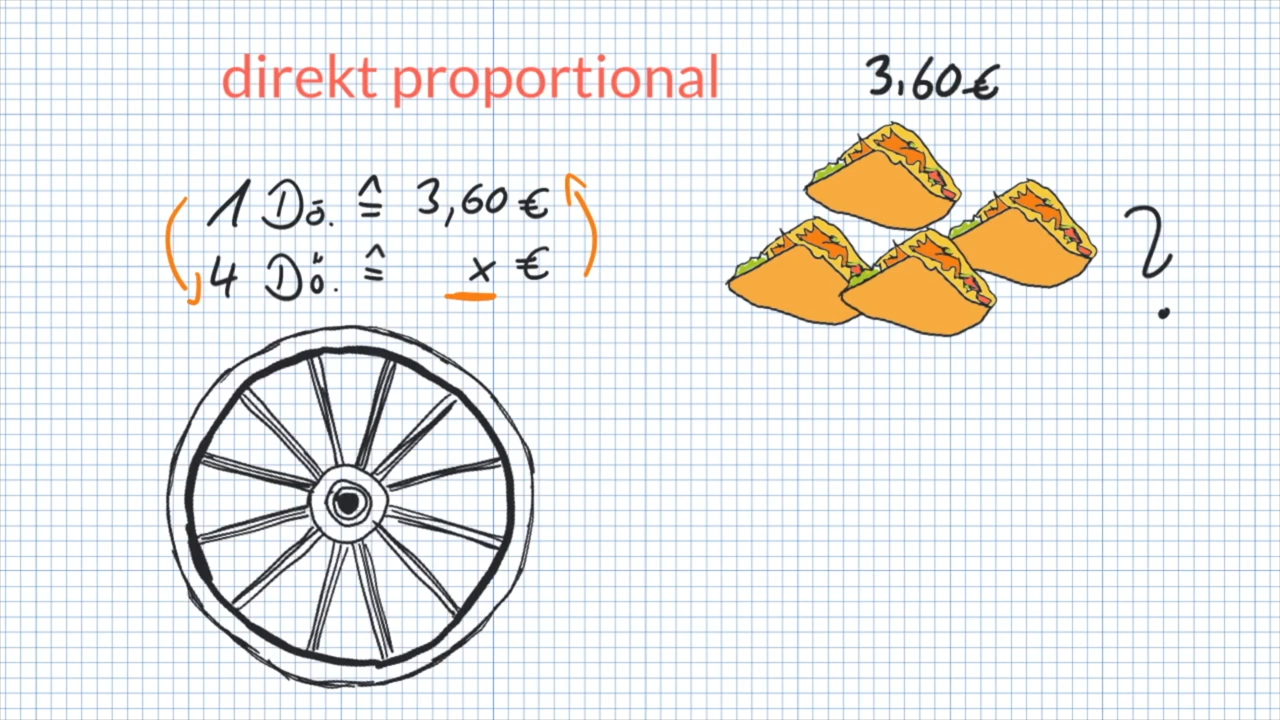 direkt proportional
3,60 €
1 Dö. ≙ 3,60 €
4 Dö. ≙ x €
?